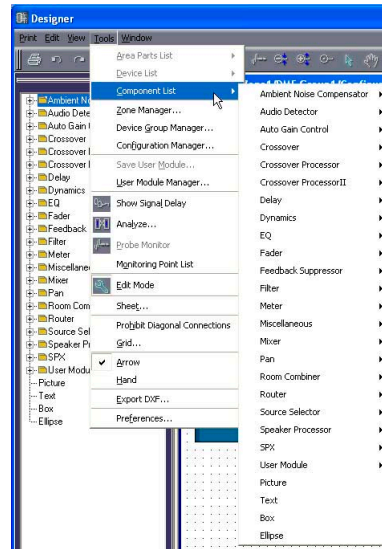 Designer
Print Edit View Tools Window
Area Parts List
Device List
Component List
Zone Manager...
Device Group Manager...
Configuration Manager...
Save User Module...
User Module Manager...
Show Signal Delay
Analyze...
Probe Monitor
Monitoring Point List
Edit Mode
Sheet...
Prohibit Diagonal Connections
Grid...
Arrow
Hand
Export DXF...
Preferences...
Ambient Noise Compensator
Audio Detector
Auto Gain Control
Crossover
Crossover Processor
Crossover ProcessorII
Delay
Dynamics
EQ
Fader
Feedback Suppressor
Filter
Meter
Miscellaneous
Mixer
Pan
Room Combiner
Router
Source Selector
Speaker Processor
SPX
User Module
Picture
Text
Box
Ellipse
Ambient No
Audio Dete
Auto Gain
Crossover
Crossover
Crossover
Delay
Dynamics
EQ
Fader
Feedback
Filter
Meter
Miscellane
Mixer
Pan
Room Com
Router
Source Sel
Speaker P
SPX
User Modu
Picture
Text
Box
Ellipse